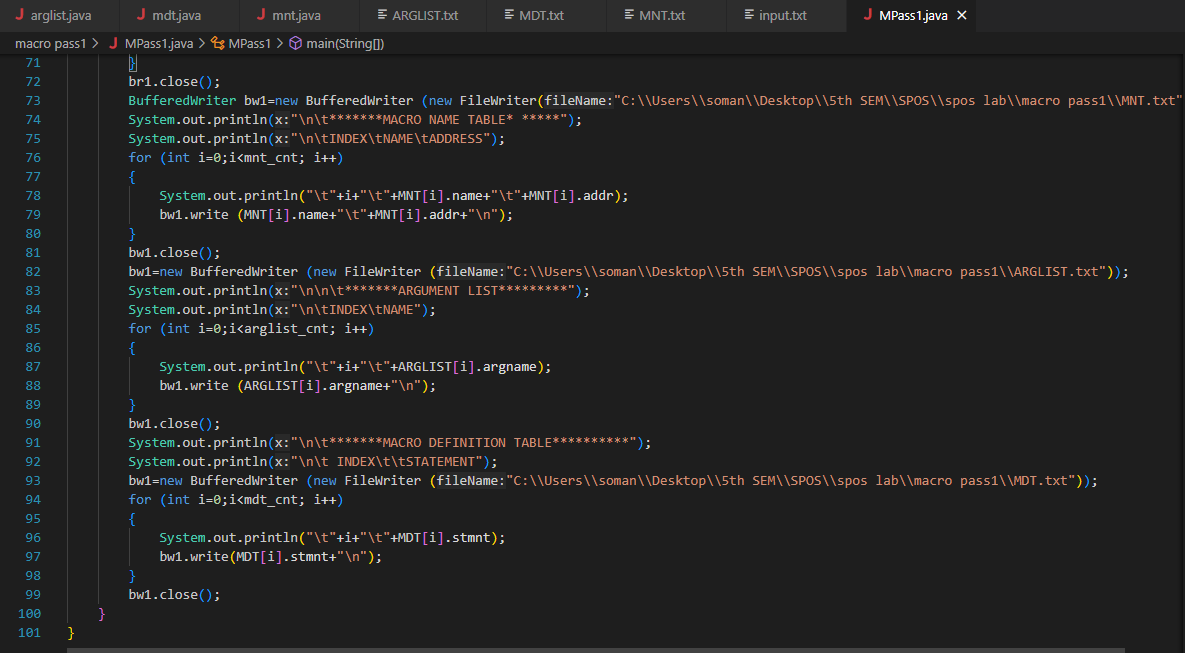 arglist.java mdt.java mnt.java ARGLIST.txt MDT.txt MNT.txt input.txt MPass1.java
macro pass1 > MPass1.java > MPass1 > main(String[])
71 }
72 br1.close();
73 BufferedWriter bw1=new BufferedWriter (new FileWriter(fileName:"C:\\Users\\soman\\Desktop\\5th SEM\\SPOS\\spos lab\\macro pass1\\MNT.txt"
74 System.out.println(x:"\n\t*******MACRO NAME TABLE* *****");
75 System.out.println(x:"\n\tINDEX\tNAME\tADDRESS");
76 for (int i=0;i<mnt_cnt; i++)
77 {
78 System.out.println("\t"+i+"\t"+MNT[i].name+"\t"+MNT[i].addr);
79 bw1.write (MNT[i].name+"\t"+MNT[i].addr+"\n");
80 }
81 bw1.close();
82 bw1=new BufferedWriter (new FileWriter (fileName:"C:\\Users\\soman\\Desktop\\5th SEM\\SPOS\\spos lab\\macro pass1\\ARGLIST.txt"));
83 System.out.println(x:"\n\n\t*******ARGUMENT LIST*********");
84 System.out.println(x:"\n\tINDEX\tNAME");
85 for (int i=0;i<arglist_cnt; i++)
86 {
87 System.out.println("\t"+i+"\t"+ARGLIST[i].argname);
88 bw1.write (ARGLIST[i].argname+"\n");
89 }
90 bw1.close();
91 System.out.println(x:"\n\t*******MACRO DEFINITION TABLE**********");
92 System.out.println(x:"\n\t INDEX\t\tSTATEMENT");
93 bw1=new BufferedWriter (new FileWriter (fileName:"C:\\Users\\soman\\Desktop\\5th SEM\\SPOS\\spos lab\\macro pass1\\MDT.txt"));
94 for (int i=0;i<mdt_cnt; i++)
95 {
96 System.out.println("\t"+i+"\t"+MDT[i].stmnt);
97 bw1.write(MDT[i].stmnt+"\n");
98 }
99 bw1.close();
100 }
101 }